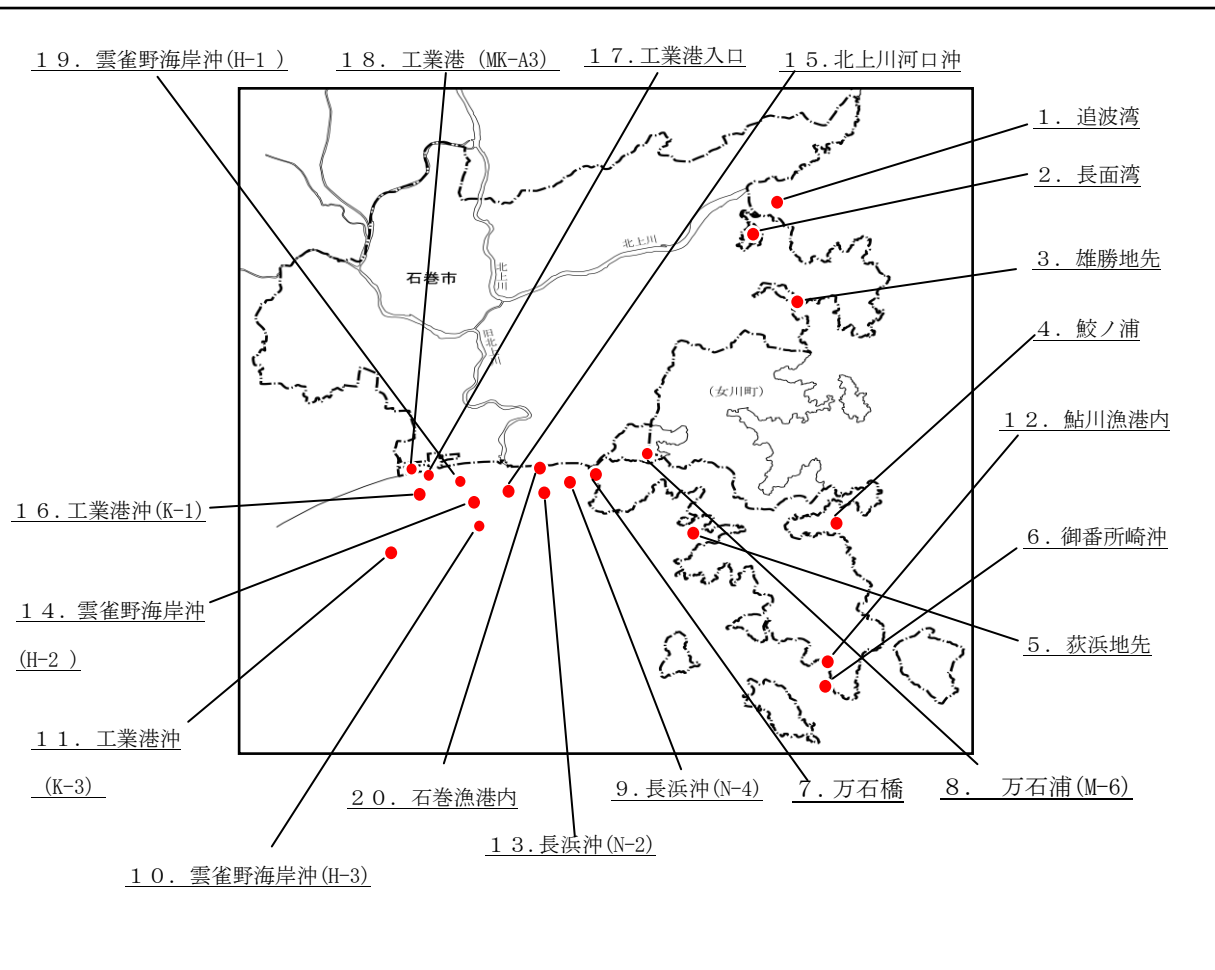 １９．雲雀野海岸沖(H-1 )
１８．工業港 (MK-A3)
１７.工業港入口
１５.北上川河口沖
１．追波湾
２．長面湾
３．雄勝地先
４．鮫ノ浦
１２．鮎川漁港内
６．御番所崎沖
５．荻浜地先
北上川
石巻市
北上川
旧北上川
(女川町)
１６.工業港沖(K-1)
１４．雲雀野海岸沖
(H-2 )
１１．工業港沖
(K-3)
１０．雲雀野海岸沖(H-3)
２０．石巻漁港内
１３.長浜沖(N-2)
９.長浜沖(N-4)
７.万石橋
８． 万石浦(M-6)